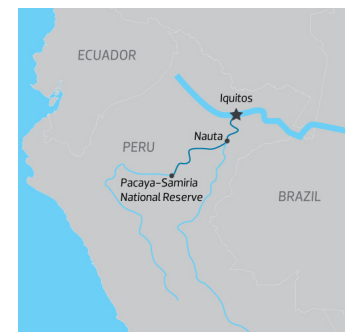 ECUADOR
Iquitos
Nauta
PERU
Pacaya–Samiria
National Reserve
BRAZIL